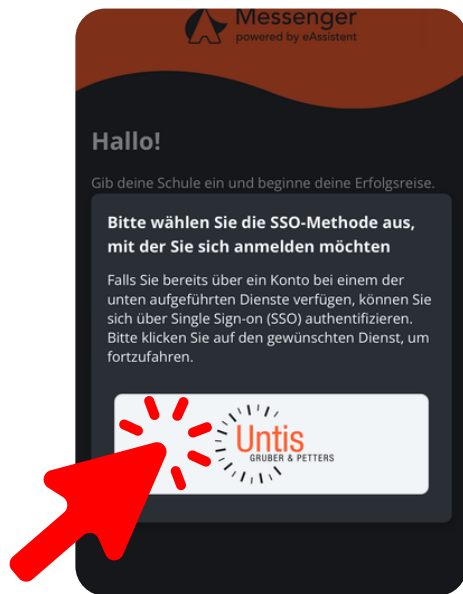 Messenger
powered by eAssistent
Hallo!
Gib deine Schule ein und beginne deine Erfolgsreise.
Bitte wählen Sie die SSO-Methode aus,
mit der Sie sich anmelden möchten
Falls Sie bereits über ein Konto bei einem der
unten aufgeführten Dienste verfügen, können Sie
sich über Single Sign-on (SSO) authentifizieren.
Bitte klicken Sie auf den gewünschten Dienst, um
fortzufahren.
Untis
GRUBER & PETTERS